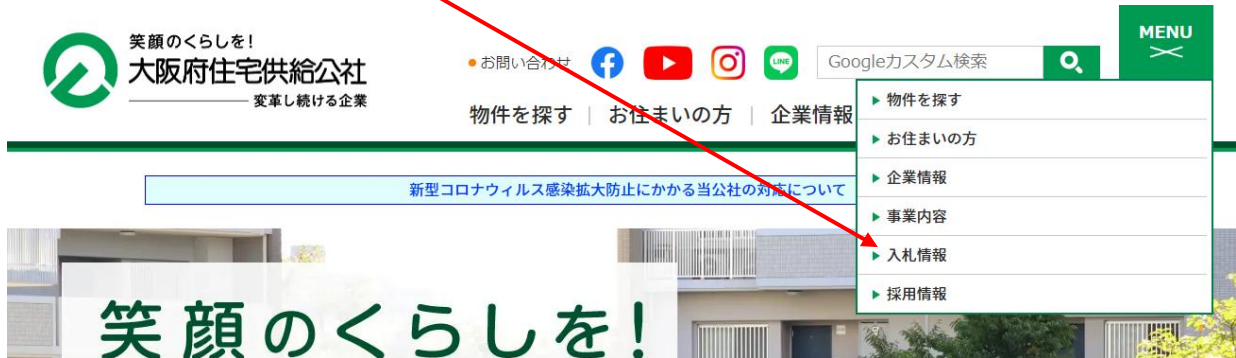 笑顔のくらしを!
大阪府住宅供給公社
変革し続ける企業
お問い合わせ
LINE
Googleカスタム検索
MENU
物件を探す | お住まいの方 | 企業情報
物件を探す
お住まいの方
企業情報
事業内容
入札情報
採用情報
新型コロナウィルス感染拡大防止にかかる当公社の対応について
笑顔のくらしを!